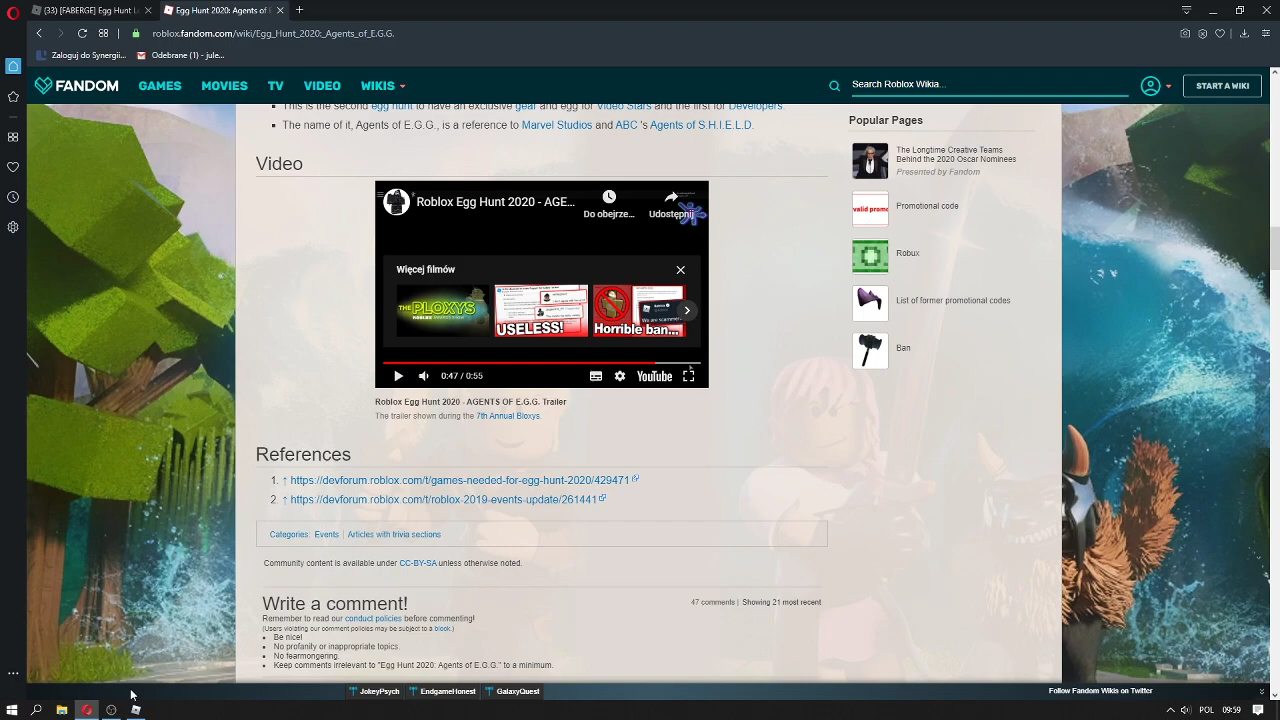 (33) [FABERGE] Egg Hunt L
Egg Hunt 2020: Agents of E
roblox.fandom.com/wiki/Egg_Hunt_2020:_Agents_of_E.G.G.
Zaloguj do Synergii...
Odebrane (1) - jule...
FANDOM
GAMES
MOVIES
TV
VIDEO
WIKIS
Search Roblox Wikia...
START A WIKI
This is the second egg hunt to have an exclusive gear and egg for Video Stars and the first for Developers.
The name of it, Agents of E.G.G., is a reference to Marvel Studios and ABC 's Agents of S.H.I.E.L.D.
Video
Roblox Egg Hunt 2020 - AGE...
Do obejrze...
Udostępnij
Więcej filmów
THE PLOXYS
USELESS!
Horrible ban...
0:47 / 0:55
YouTube
Roblox Egg Hunt 2020 - AGENTS OF E.G.G. Trailer
The trailer shown during the 7th Annual Bloxys.
References
1. ↑ https://devforum.roblox.com/t/games-needed-for-egg-hunt-2020/429471
2. ↑ https://devforum.roblox.com/t/roblox-2019-events-update/261441
Categories: Events | Articles with trivia sections
Community content is available under CC-BY-SA unless otherwise noted.
Write a comment!
47 comments | Showing 21 most recent
Remember to read our conduct policies before commenting!
(Users violating our comment policies may be subject to a block.)
Be nice!
No profanity or inappropriate topics.
No fearmongering.
Keep comments irrelevant to "Egg Hunt 2020: Agents of E.G.G." to a minimum.
Popular Pages
The Longtime Creative Teams
Behind the 2020 Oscar Nominees
Presented by Fandom
valid promo
Promotional code
Robux
List of former promotional codes
Ban
JokeyPsych
EndgameHonest
GalaxyQuest
Follow Fandom Wikis on Twitter
POL
09:59